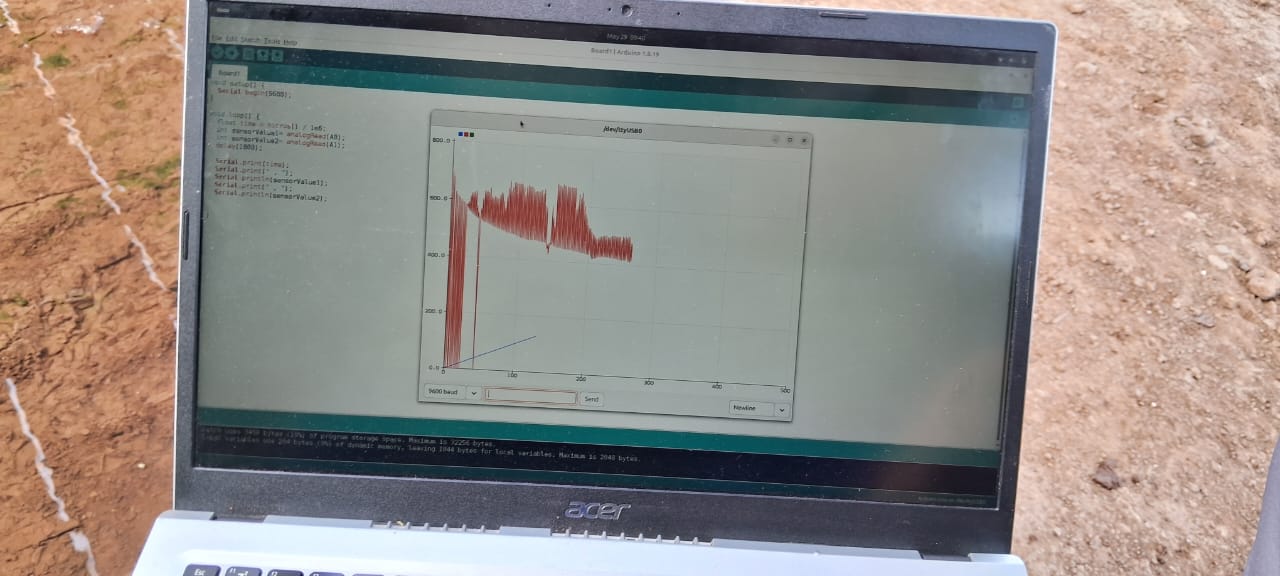 May 29 09:40
Board1 | Arduino 1.8.19
File Edit Sketch Tools Help
Board1
void setup() {
Serial.begin(9600);
}
void loop() {
float time = micros() / 1e6;
int sensorValue1= analogRead(A0);
int sensorValue2= analogRead(A1);
delay(1000);
Serial.print(time);
Serial.print(" , ");
Serial.println(sensorValue1);
Serial.print(" , ");
Serial.println(sensorValue2);
/dev/ttyUSB0
800.0
600.0
400.0
200.0
0.0
0 100 200 300 400 500
9600 baud
Send
Newline
bytes of program storage space. Maximum is 32256 bytes.
Global variables use 204 bytes (9%) of dynamic memory, leaving 1844 bytes for local variables. Maximum is 2048 bytes.
acer
Esc